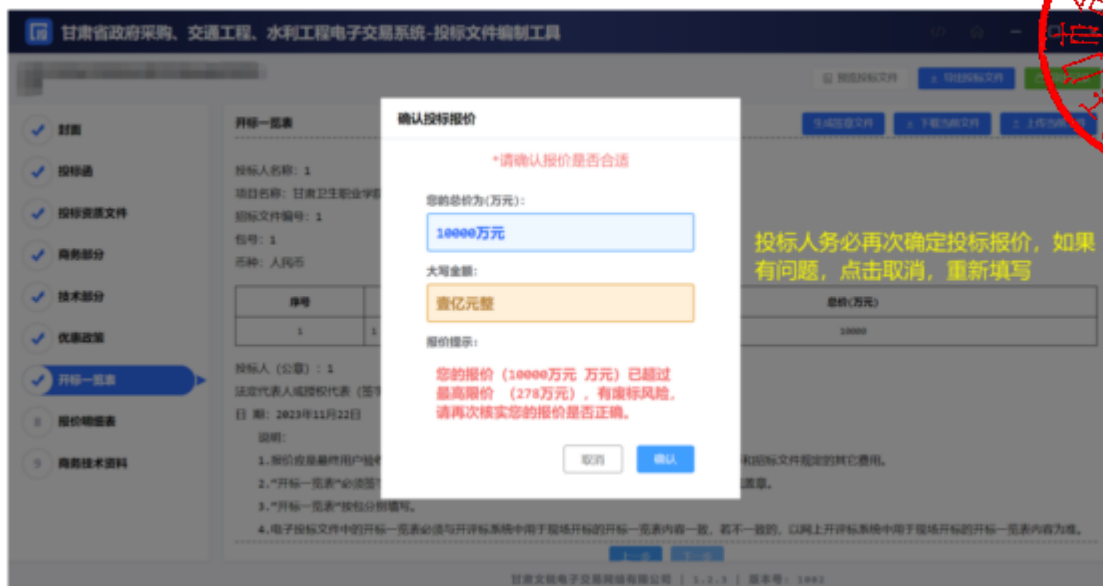 甘肃省政府采购、交通工程、水利工程电子交易系统-投标文件编制工具
预览投标文件
导出投标文件
封面
投标函
投标资质文件
商务部分
技术部分
优惠政策
开标一览表
8 报价明细表
9 商务技术资料
开标一览表
生成签章文件
下载当前文件
上传当前文件
投标人名称: 1
项目名称: 甘肃卫生职业学院
招标文件编号: 1
包号: 1
币种: 人民币
序号
总价(万元)
1
1
10000
投标人 (公章) : 1
法定代表人或授权代表 (签字
日 期: 2023年11月22日
说明:
1.报价应是最终用户验收
和招标文件规定的其它费用。
2."开标一览表"必须签
盖章。
3."开标一览表"按包分别填写。
4.电子投标文件中的开标一览表必须与开评标系统中用于现场开标的开标一览表内容一致, 若不一致的, 以网上开评标系统中用于现场开标的开标一览表内容为准。
上一步
下一步
甘肃文锐电子交易网络有限公司 | 1.2.3 | 版本号: 1002
确认投标报价
*请确认报价是否合适
您的总价为(万元):
10000万元
大写金额:
壹亿元整
报价提示:
您的报价 (10000万元 万元) 已超过
最高限价 (278万元) , 有废标风险,
请再次核实您的报价是否正确。
取消
确认
投标人务必再次确定投标报价, 如果
有问题, 点击取消, 重新填写